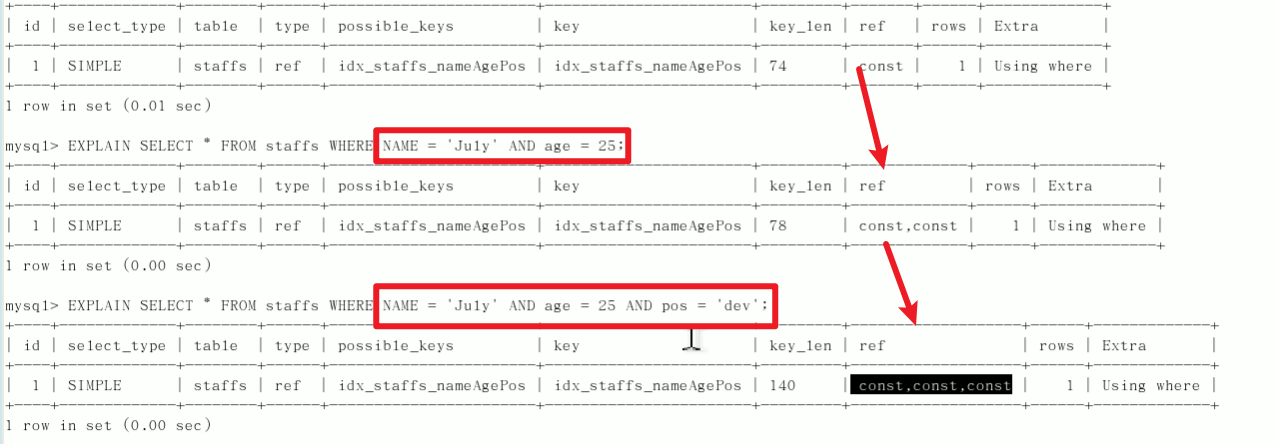 | id | select_type | table | type | possible_keys | key | key_len | ref | rows | Extra |
| 1 | SIMPLE | staffs | ref | idx_staffs_nameAgePos | idx_staffs_nameAgePos | 74 | const | 1 | Using where |
1 row in set (0.01 sec)
mysql> EXPLAIN SELECT * FROM staffs WHERE NAME = 'July' AND age = 25;
| id | select_type | table | type | possible_keys | key | key_len | ref | rows | Extra |
| 1 | SIMPLE | staffs | ref | idx_staffs_nameAgePos | idx_staffs_nameAgePos | 78 | const,const | 1 | Using where |
1 row in set (0.00 sec)
mysql> EXPLAIN SELECT * FROM staffs WHERE NAME = 'July' AND age = 25 AND pos = 'dev';
| id | select_type | table | type | possible_keys | key | key_len | ref | rows | Extra |
| 1 | SIMPLE | staffs | ref | idx_staffs_nameAgePos | idx_staffs_nameAgePos | 140 | const,const,const | 1 | Using where |
1 row in set (0.00 sec)